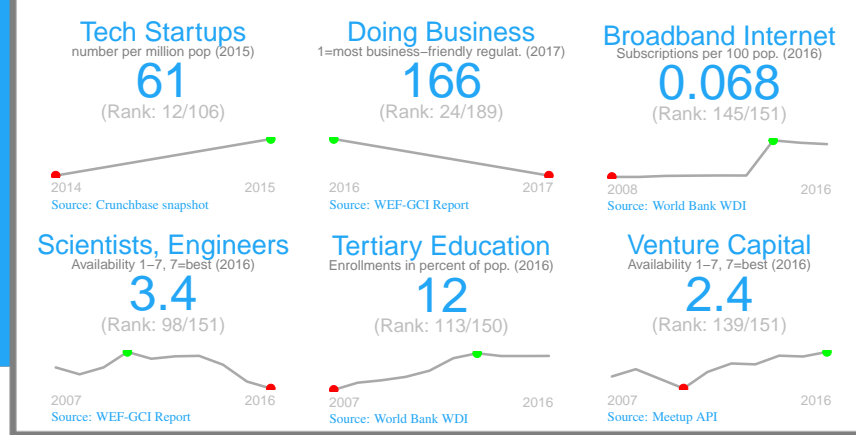 Tech Startups
number per million pop (2015)
61
(Rank: 12/106)
2014 2015
Source: Crunchbase snapshot
Doing Business
1=most business−friendly regulat. (2017)
166
(Rank: 24/189)
2016 2017
Source: WEF-GCI Report
Broadband Internet
Subscriptions per 100 pop. (2016)
0.068
(Rank: 145/151)
2008 2016
Source: World Bank WDI
Scientists, Engineers
Availability 1−7, 7=best (2016)
3.4
(Rank: 98/151)
2007 2016
Source: WEF-GCI Report
Tertiary Education
Enrollments in percent of pop. (2016)
12
(Rank: 113/150)
2007 2016
Source: World Bank WDI
Venture Capital
Availability 1−7, 7=best (2016)
2.4
(Rank: 139/151)
2007 2016
Source: Meetup API